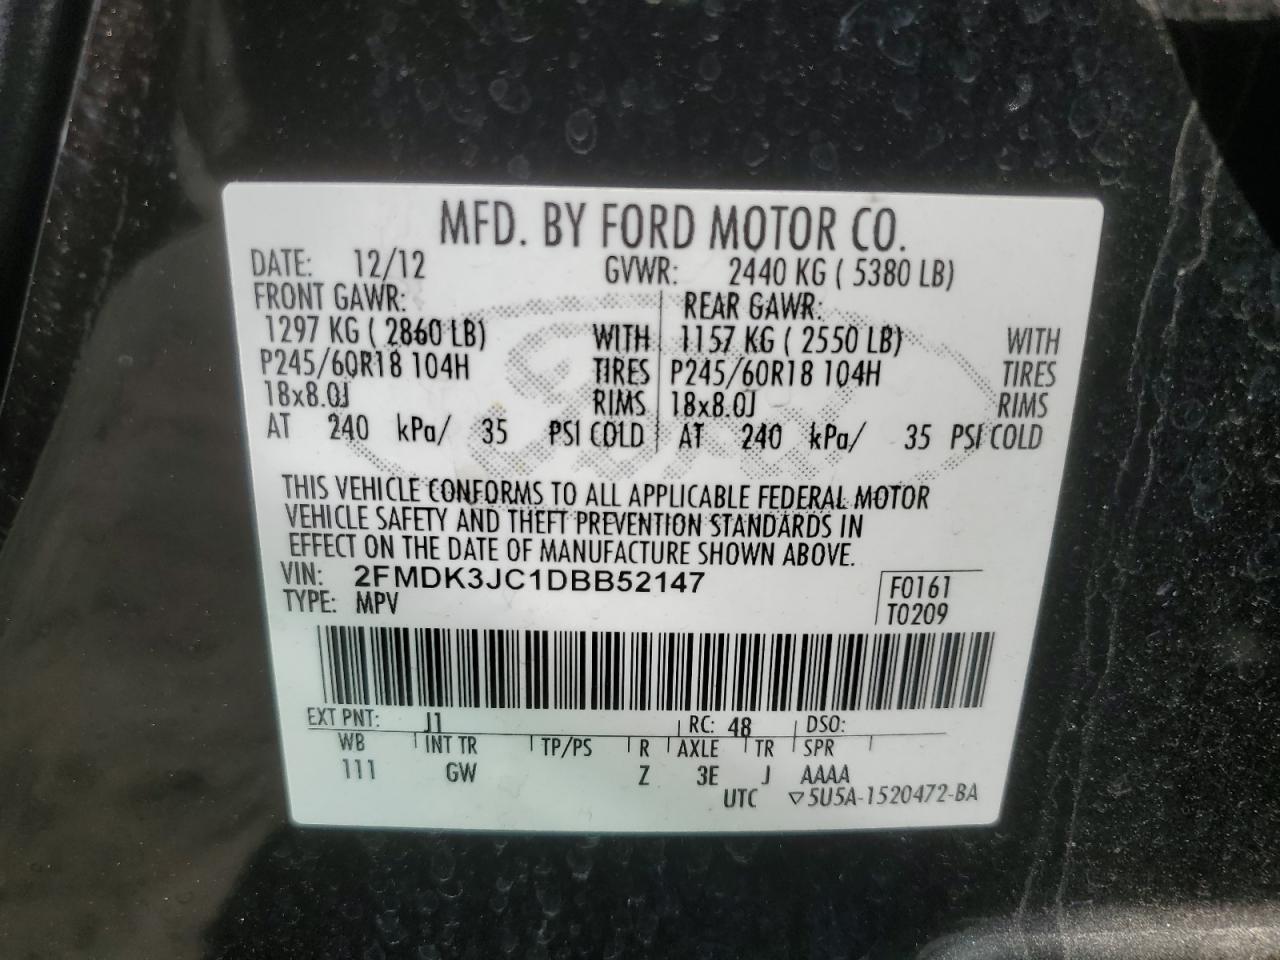 MFD. BY FORD MOTOR CO.
DATE: 12/12 GVWR: 2440 KG ( 5380 LB)
FRONT GAWR: REAR GAWR:
1297 KG ( 2860 LB) WITH 1157 KG ( 2550 LB) WITH
P245/60R18 104H TIRES P245/60R18 104H TIRES
18x8.0J RIMS 18x8.0J RIMS
AT 240 kPa/ 35 PSI COLD AT 240 kPa/ 35 PSI COLD
THIS VEHICLE CONFORMS TO ALL APPLICABLE FEDERAL MOTOR
VEHICLE SAFETY AND THEFT PREVENTION STANDARDS IN
EFFECT ON THE DATE OF MANUFACTURE SHOWN ABOVE.
VIN: 2FMDK3JC1DBB52147 F0161
TYPE: MPV T0209
EXT PNT: J1 RC: 48 DSO:
WB INT TR TP/PS R AXLE TR SPR
111 GW Z 3E J AAAA
UTC ▽5U5A-1520472-BA